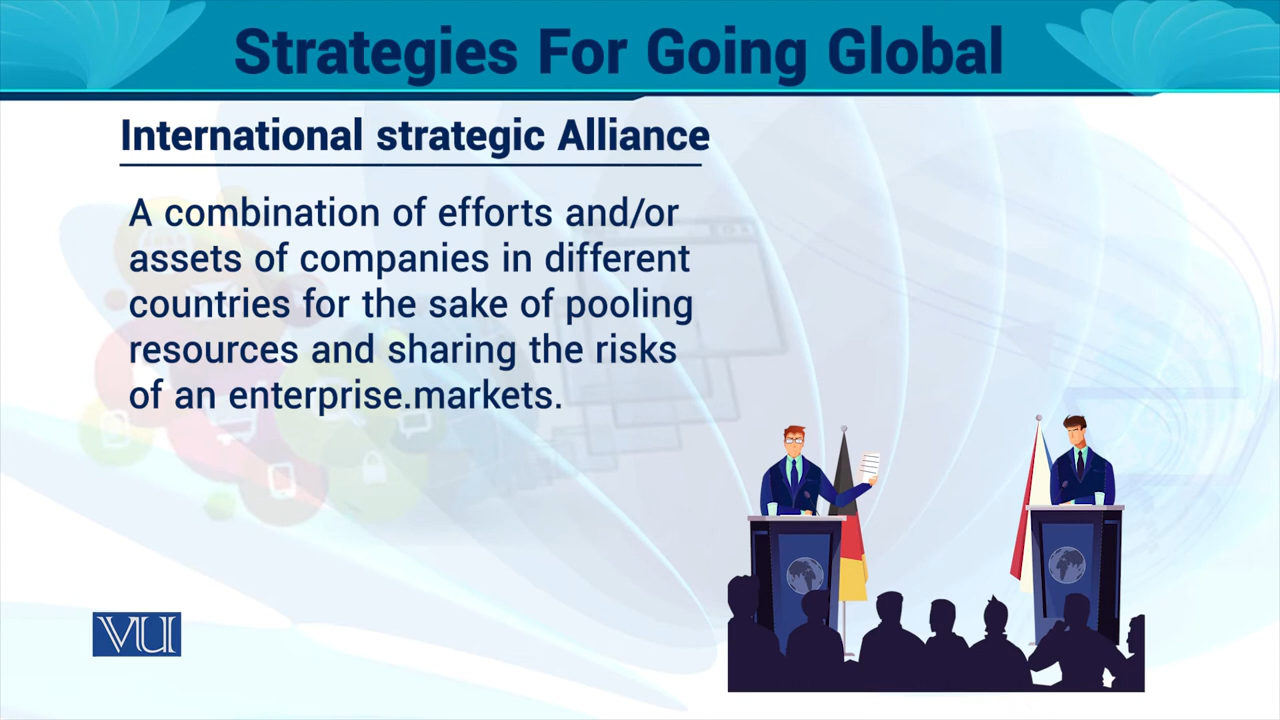 Strategies For Going Global
International strategic Alliance
A combination of efforts and/or
assets of companies in different
countries for the sake of pooling
resources and sharing the risks
of an enterprise.markets.
VU